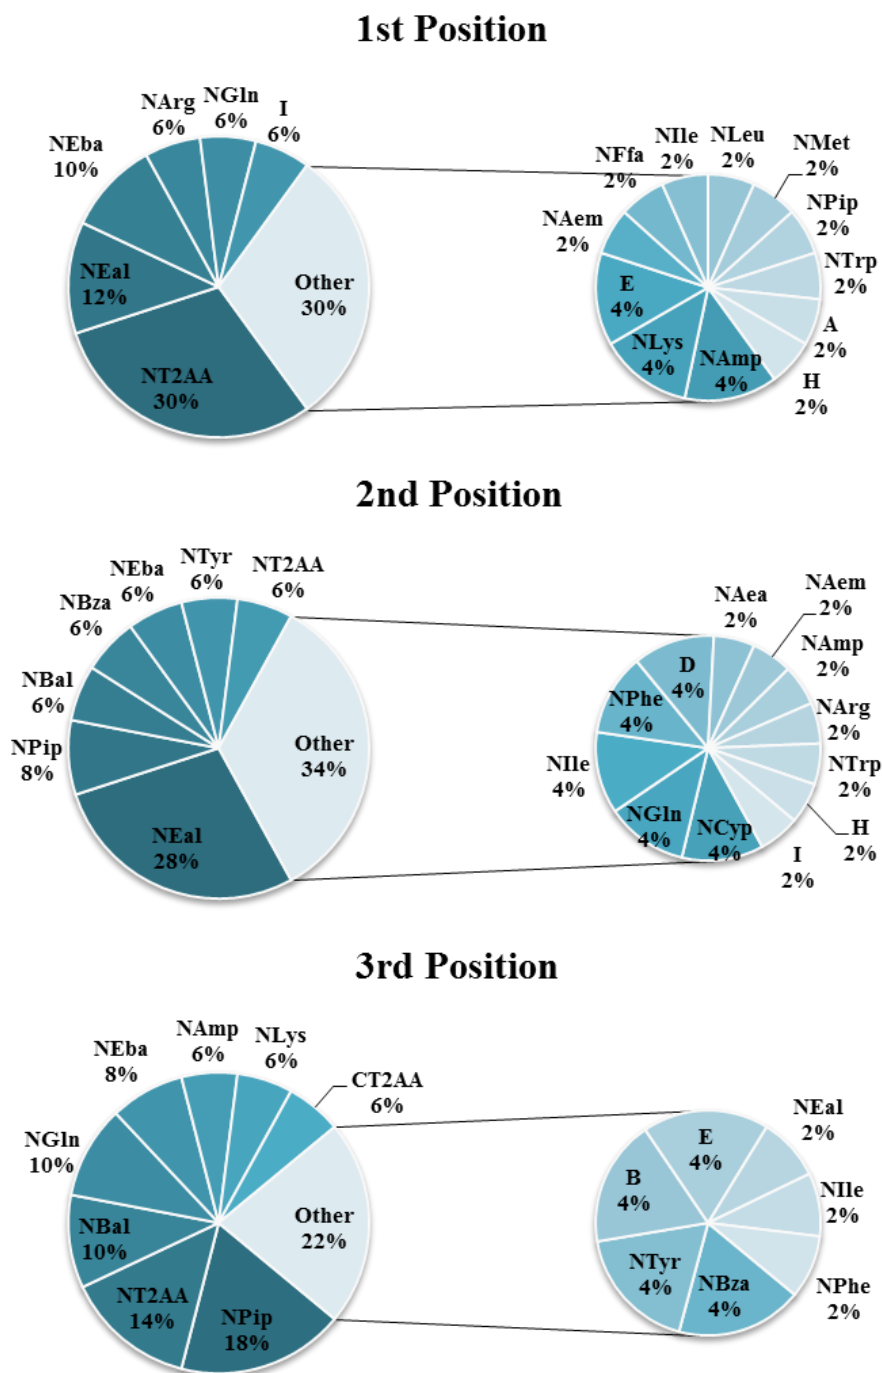 1st Position
NEba
10%
NArg
6%
NGln
6%
I
6%
NEal
12%
NT2AA
30%
Other
30%
NFfa
2%
NIle
2%
NLeu
2%
NMet
2%
NPip
2%
NTrp
2%
A
2%
H
2%
NAem
2%
E
4%
NLys
4%
NAmp
4%
2nd Position
NBza
6%
NEba
6%
NTyr
6%
NT2AA
6%
NBal
6%
NPip
8%
NEal
28%
Other
34%
NAea
2%
NAem
2%
NAmp
2%
NArg
2%
NTrp
2%
H
2%
I
2%
D
4%
NPhe
4%
NIle
4%
NGln
4%
NCyp
4%
3rd Position
NEba
8%
NAmp
6%
NLys
6%
CT2AA
6%
NGln
10%
NBal
10%
NT2AA
14%
NPip
18%
Other
22%
E
4%
NEal
2%
B
4%
NIle
2%
NTyr
4%
NBza
4%
NPhe
2%